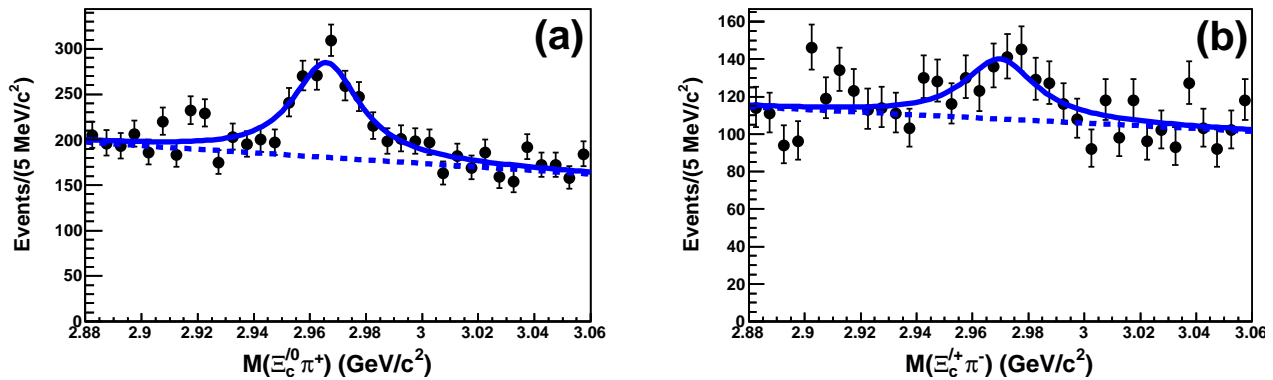 (a)
Events/(5 MeV/c²)
300
250
200
150
100
50
0
2.88 2.9 2.92 2.94 2.96 2.98 3 3.02 3.04 3.06
M(Ξc′⁰π⁺) (GeV/c²)
(b)
Events/(5 MeV/c²)
160
140
120
100
80
60
40
20
0
2.88 2.9 2.92 2.94 2.96 2.98 3 3.02 3.04 3.06
M(Ξc′⁺π⁻) (GeV/c²)